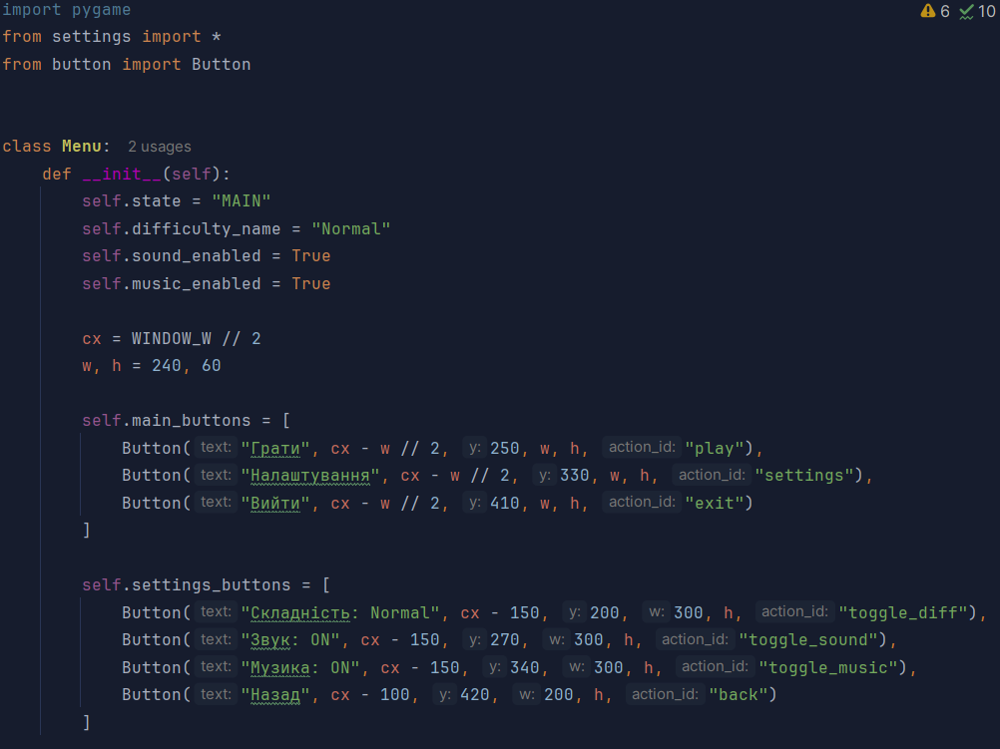 import pygame
from settings import *
from button import Button
⚠ 6 ✓ 10
class Menu: 2 usages
    def __init__(self):
        self.state = "MAIN"
        self.difficulty_name = "Normal"
        self.sound_enabled = True
        self.music_enabled = True

        cx = WINDOW_W // 2
        w, h = 240, 60

        self.main_buttons = [
            Button( text: "Грати", cx - w // 2, y: 250, w, h, action_id: "play"),
            Button( text: "Налаштування", cx - w // 2, y: 330, w, h, action_id: "settings"),
            Button( text: "Вийти", cx - w // 2, y: 410, w, h, action_id: "exit")
        ]

        self.settings_buttons = [
            Button( text: "Складність: Normal", cx - 150, y: 200, w: 300, h, action_id: "toggle_diff"),
            Button( text: "Звук: ON", cx - 150, y: 270, w: 300, h, action_id: "toggle_sound"),
            Button( text: "Музика: ON", cx - 150, y: 340, w: 300, h, action_id: "toggle_music"),
            Button( text: "Назад", cx - 100, y: 420, w: 200, h, action_id: "back")
        ]